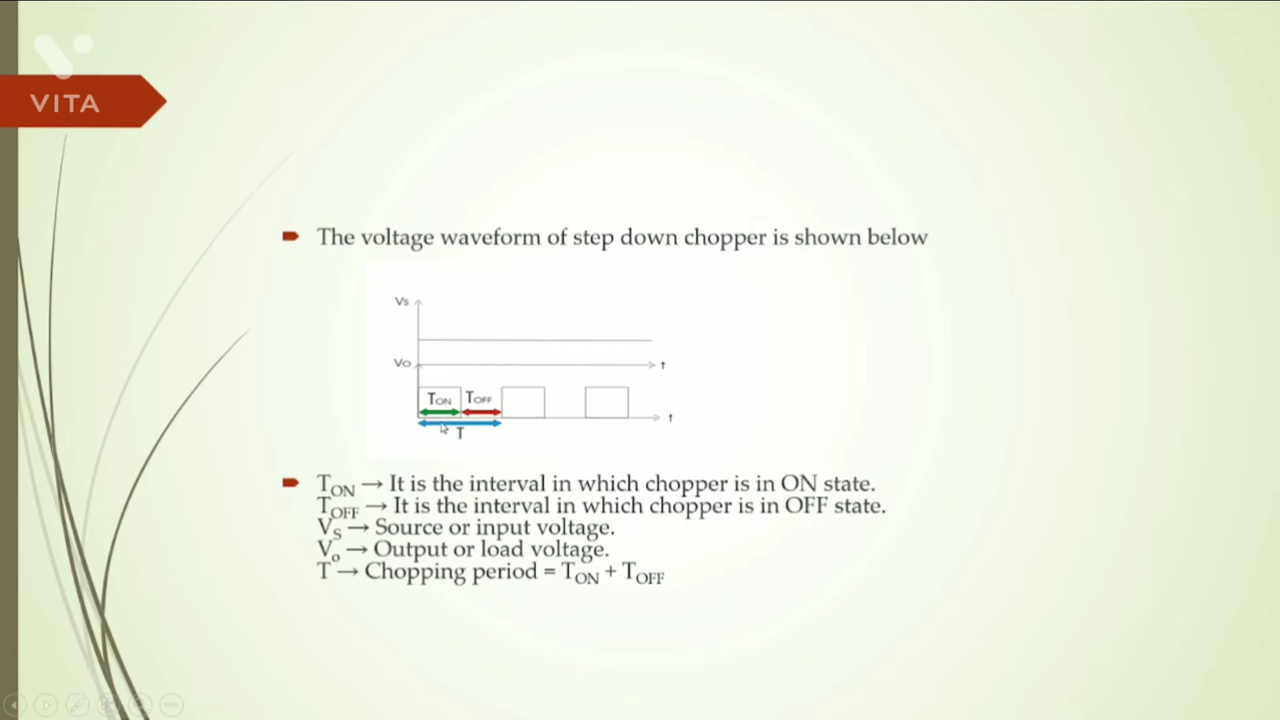 VITA
The voltage waveform of step down chopper is shown below
Vs
Vo
t
TON TOFF
t
T
TON → It is the interval in which chopper is in ON state.
TOFF → It is the interval in which chopper is in OFF state.
VS → Source or input voltage.
Vo → Output or load voltage.
T → Chopping period = TON + TOFF